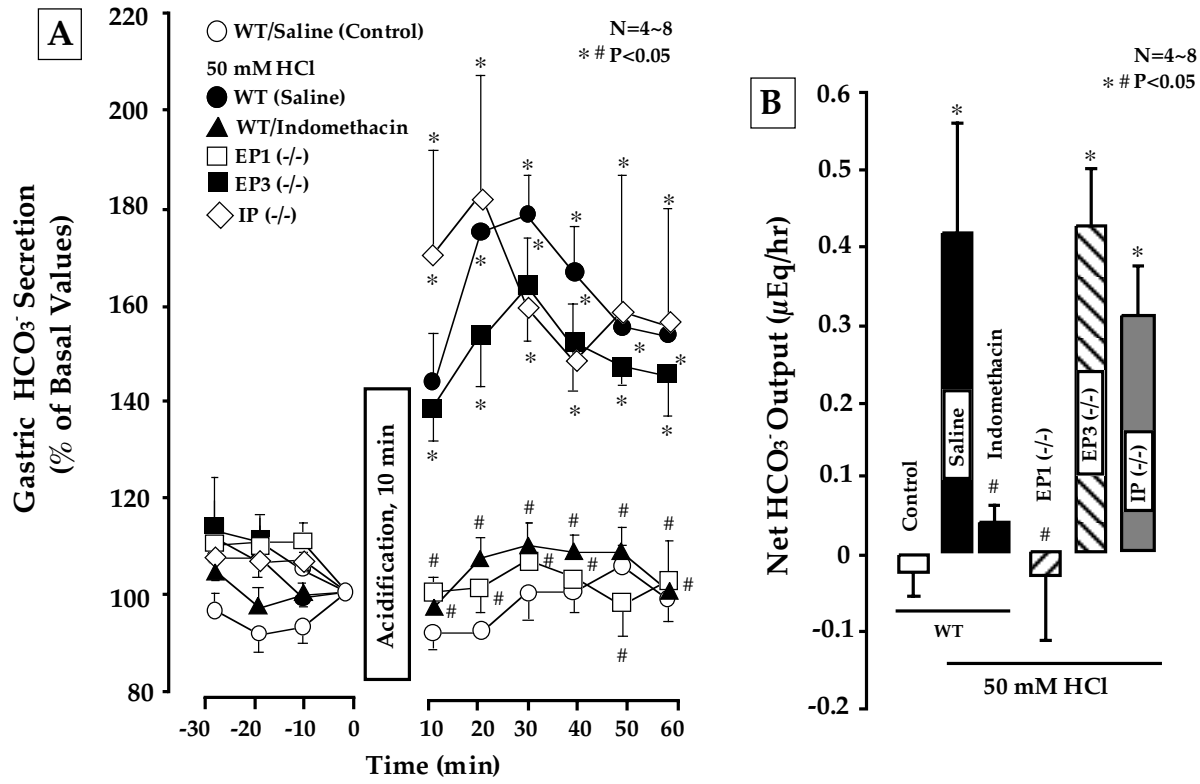 A
WT/Saline (Control)
50 mM HCl
WT (Saline)
WT/Indomethacin
EP1 (-/-)
EP3 (-/-)
IP (-/-)
N=4~8
* # P<0.05
Gastric HCO3- Secretion
(% of Basal Values)
220
200
180
160
140
120
100
80
* * * * * *
* * * * * *
* * * * * *
Acidification, 10 min
# # # # # #
# # # # # #
-30 -20 -10 0 10 20 30 40 50 60
Time (min)
B
N=4~8
* # P<0.05
Net HCO3- Output (µEq/hr)
0.6
0.5
0.4
0.3
0.2
0.1
0
-0.1
-0.2
Control
* Saline
# Indomethacin
# EP1 (-/-)
* EP3 (-/-)
* IP (-/-)
WT
50 mM HCl